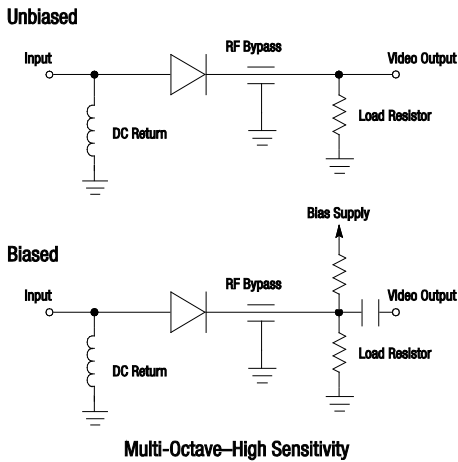 Unbiased
RF Bypass
Input
Video Output
DC Return
Load Resistor
Bias Supply
Biased
RF Bypass
Input
Video Output
DC Return
Load Resistor
Multi-Octave–High Sensitivity